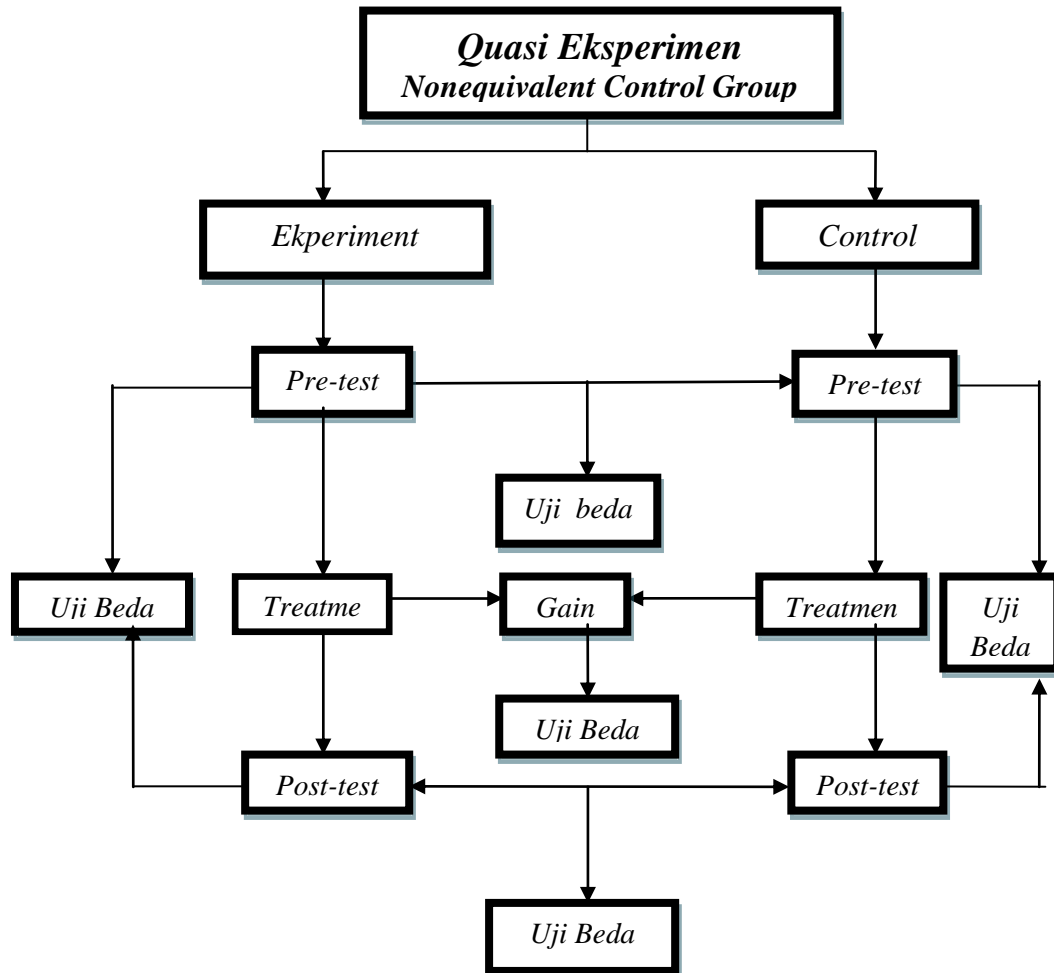 Quasi Eksperimen
Nonequivalent Control Group
Ekperiment
Control
Pre-test
Pre-test
Uji beda
Uji Beda
Treatme
Gain
Treatmen
Uji
Beda
Uji Beda
Post-test
Post-test
Uji Beda